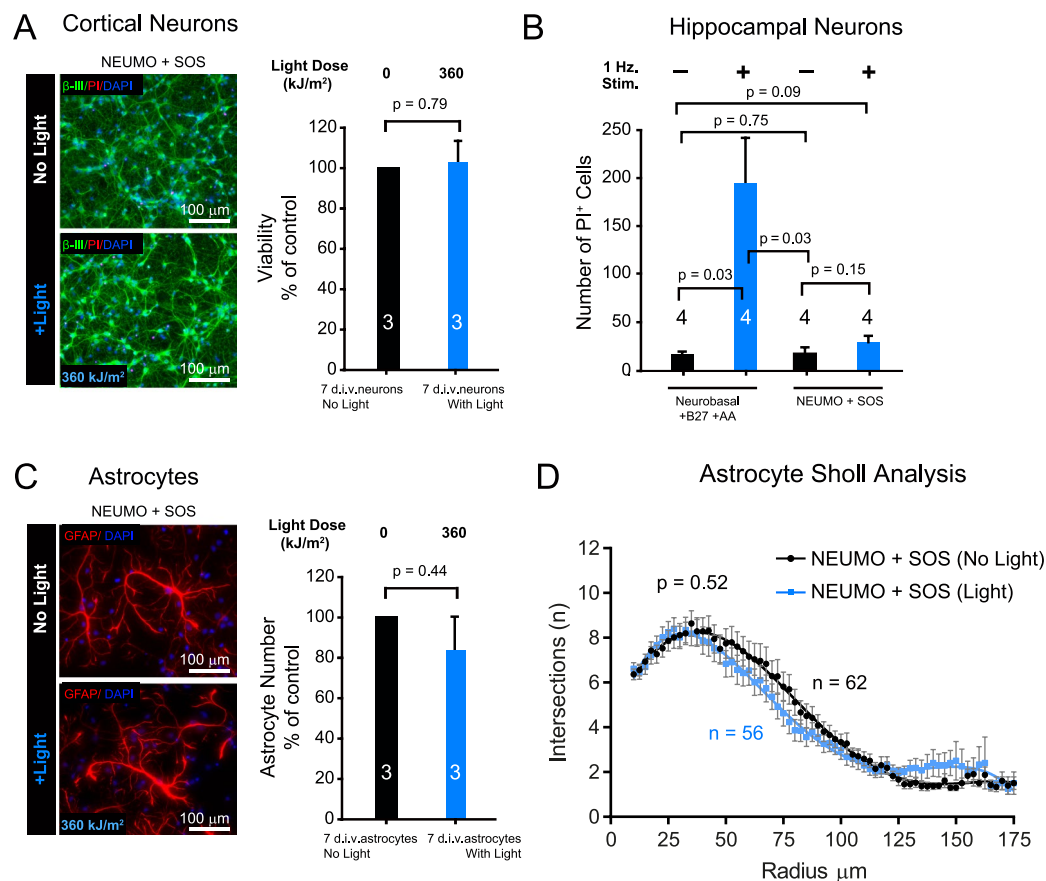 A Cortical Neurons
NEUMO + SOS
No Light
β-III/PI/DAPI
100 μm
+Light
β-III/PI/DAPI
100 μm
360 kJ/m²
Light Dose
(kJ/m²)
0 360
p = 0.79
Viability
% of control
120
100
80
60
40
20
0
3 3
7 d.i.v.neurons
No Light
7 d.i.v.neurons
With Light
B Hippocampal Neurons
1 Hz.
Stim.
− + − +
p = 0.09
p = 0.75
p = 0.03
p = 0.03
p = 0.15
Number of PI⁺ Cells
250
200
150
100
50
0
4 4 4 4
Neurobasal
+B27 +AA
NEUMO + SOS
C Astrocytes
NEUMO + SOS
No Light
GFAP/ DAPI
100 μm
+Light
GFAP/ DAPI
100 μm
360 kJ/m²
Light Dose
(kJ/m²)
0 360
p = 0.44
Astrocyte Number
% of control
120
100
80
60
40
20
0
3 3
7 d.i.v.astrocytes
No Light
7 d.i.v.astrocytes
With Light
D Astrocyte Sholl Analysis
NEUMO + SOS (No Light)
NEUMO + SOS (Light)
p = 0.52
n = 62
n = 56
Intersections (n)
12
10
8
6
4
2
0
0 25 50 75 100 125 150 175
Radius μm